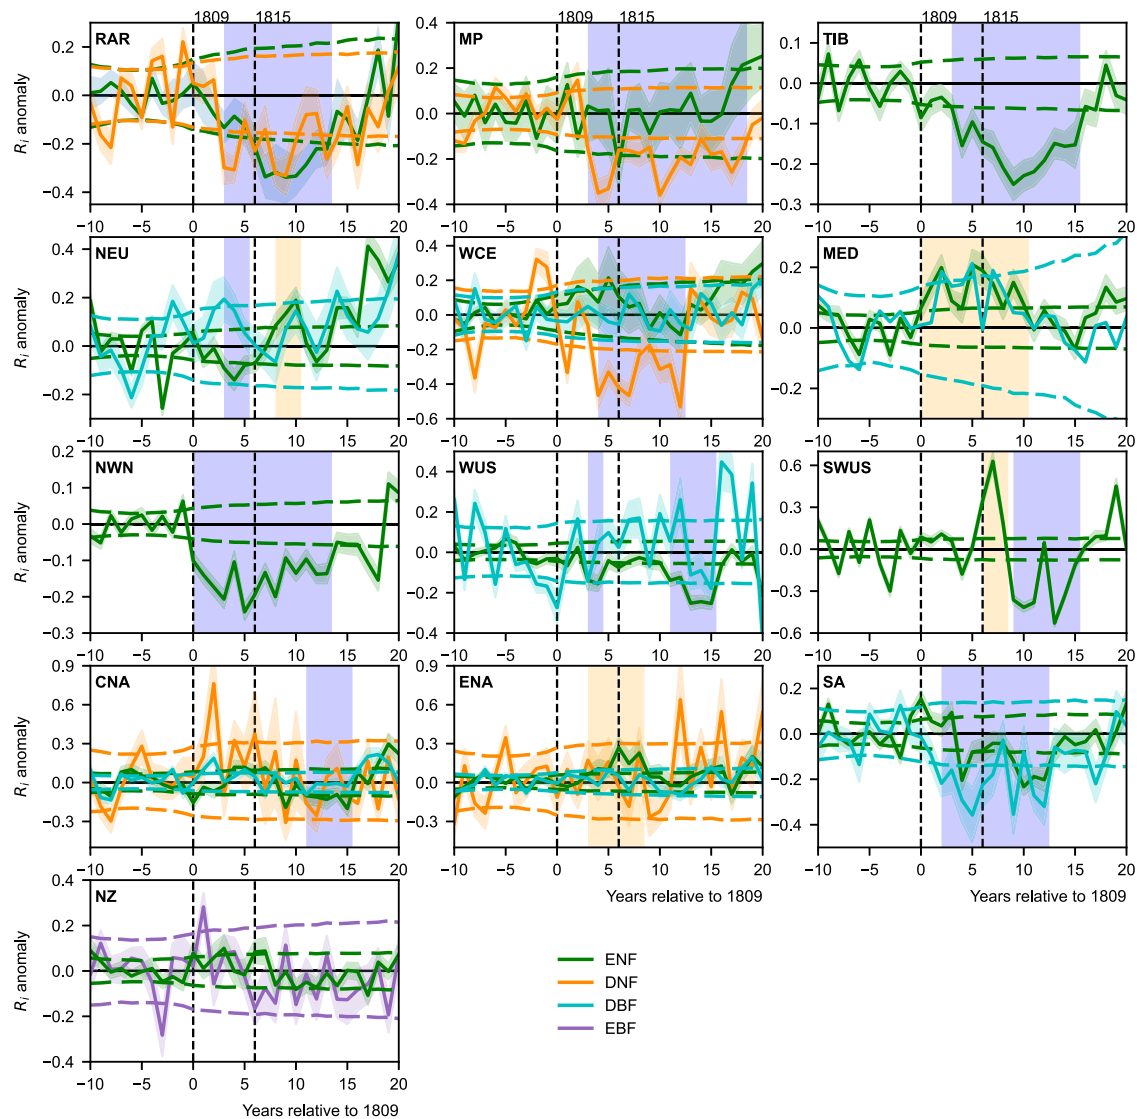 1809 1815 1809 1815 1809 1815
RAR MP TIB
R_i anomaly
0.2 0.0 −0.2 −0.4
0.4 0.2 0.0 −0.2 −0.4
0.1 0.0 −0.1 −0.2 −0.3
−10 −5 0 5 10 15 20 −10 −5 0 5 10 15 20 −10 −5 0 5 10 15 20
NEU WCE MED
R_i anomaly
0.4 0.2 0.0 −0.2
0.4 0.2 0.0 −0.2 −0.4 −0.6
0.2 0.0 −0.2
−10 −5 0 5 10 15 20 −10 −5 0 5 10 15 20 −10 −5 0 5 10 15 20
NWN WUS SWUS
R_i anomaly
0.2 0.1 0.0 −0.1 −0.2 −0.3
0.4 0.2 0.0 −0.2 −0.4
0.6 0.3 0.0 −0.3 −0.6
−10 −5 0 5 10 15 20 −10 −5 0 5 10 15 20 −10 −5 0 5 10 15 20
CNA ENA SA
R_i anomaly
0.9 0.6 0.3 0.0 −0.3
0.9 0.6 0.3 0.0 −0.3
0.2 0.0 −0.2 −0.4
−10 −5 0 5 10 15 20 −10 −5 0 5 10 15 20 −10 −5 0 5 10 15 20
Years relative to 1809 Years relative to 1809
NZ
R_i anomaly
0.4 0.2 0.0 −0.2 −0.4
−10 −5 0 5 10 15 20
Years relative to 1809
ENF
DNF
DBF
EBF